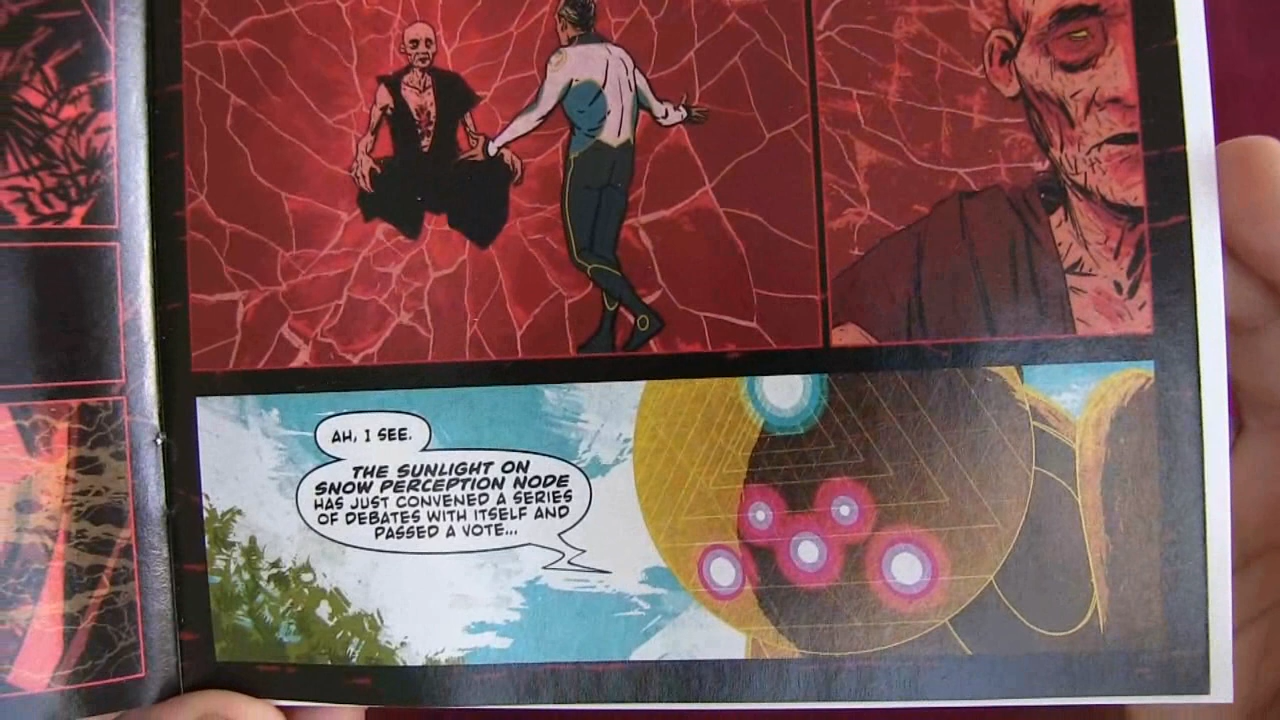 AH, I SEE.
THE SUNLIGHT ON
SNOW PERCEPTION NODE
HAS JUST CONVENED A SERIES
OF DEBATES WITH ITSELF AND
PASSED A VOTE...